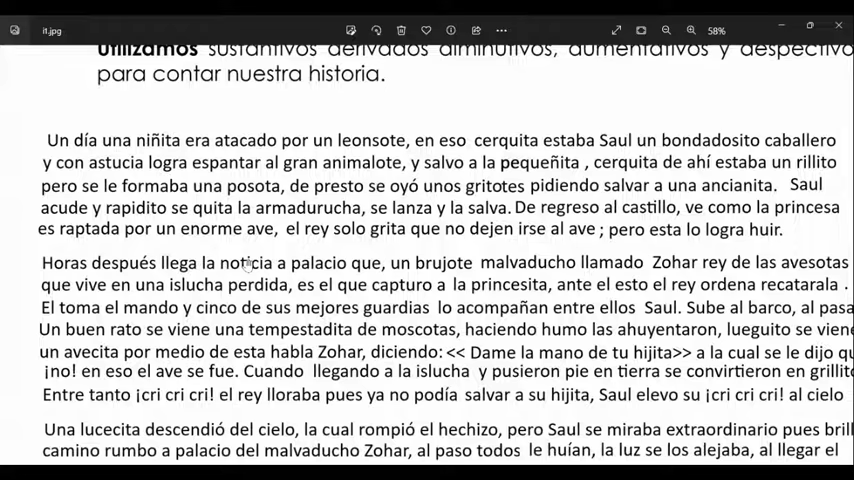 i1.jpg
58%
Utilizamos sustantivos derivados diminutivos, aumentativos y despectivo
para contar nuestra historia.
Un día una niñita era atacado por un leonsote, en eso cerquita estaba Saul un bondadosito caballero
y con astucia logra espantar al gran animalote, y salvo a la pequeñita , cerquita de ahí estaba un rillito
pero se le formaba una posota, de presto se oyó unos gritotes pidiendo salvar a una ancianita. Saul
acude y rapidito se quita la armadurucha, se lanza y la salva. De regreso al castillo, ve como la princesa
es raptada por un enorme ave, el rey solo grita que no dejen irse al ave ; pero esta lo logra huir.
Horas después llega la noticia a palacio que, un brujote malvaducho llamado Zohar rey de las avesotas
que vive en una islucha perdida, es el que capturo a la princesita, ante el esto el rey ordena recatarala .
El toma el mando y cinco de sus mejores guardias lo acompañan entre ellos Saul. Sube al barco, al pasa
Un buen rato se viene una tempestadita de moscotas, haciendo humo las ahuyentaron, lueguito se viene
un avecita por medio de esta habla Zohar, diciendo: << Dame la mano de tu hijita>> a la cual se le dijo qu
¡no! en eso el ave se fue. Cuando llegando a la islucha y pusieron pie en tierra se convirtieron en grillito
Entre tanto ¡cri cri cri! el rey lloraba pues ya no podía salvar a su hijita, Saul elevo su ¡cri cri cri! al cielo
Una lucecita descendió del cielo, la cual rompió el hechizo, pero Saul se miraba extraordinario pues brill
camino rumbo a palacio del malvaducho Zohar, al paso todos le huían, la luz se los alejaba, al llegar el